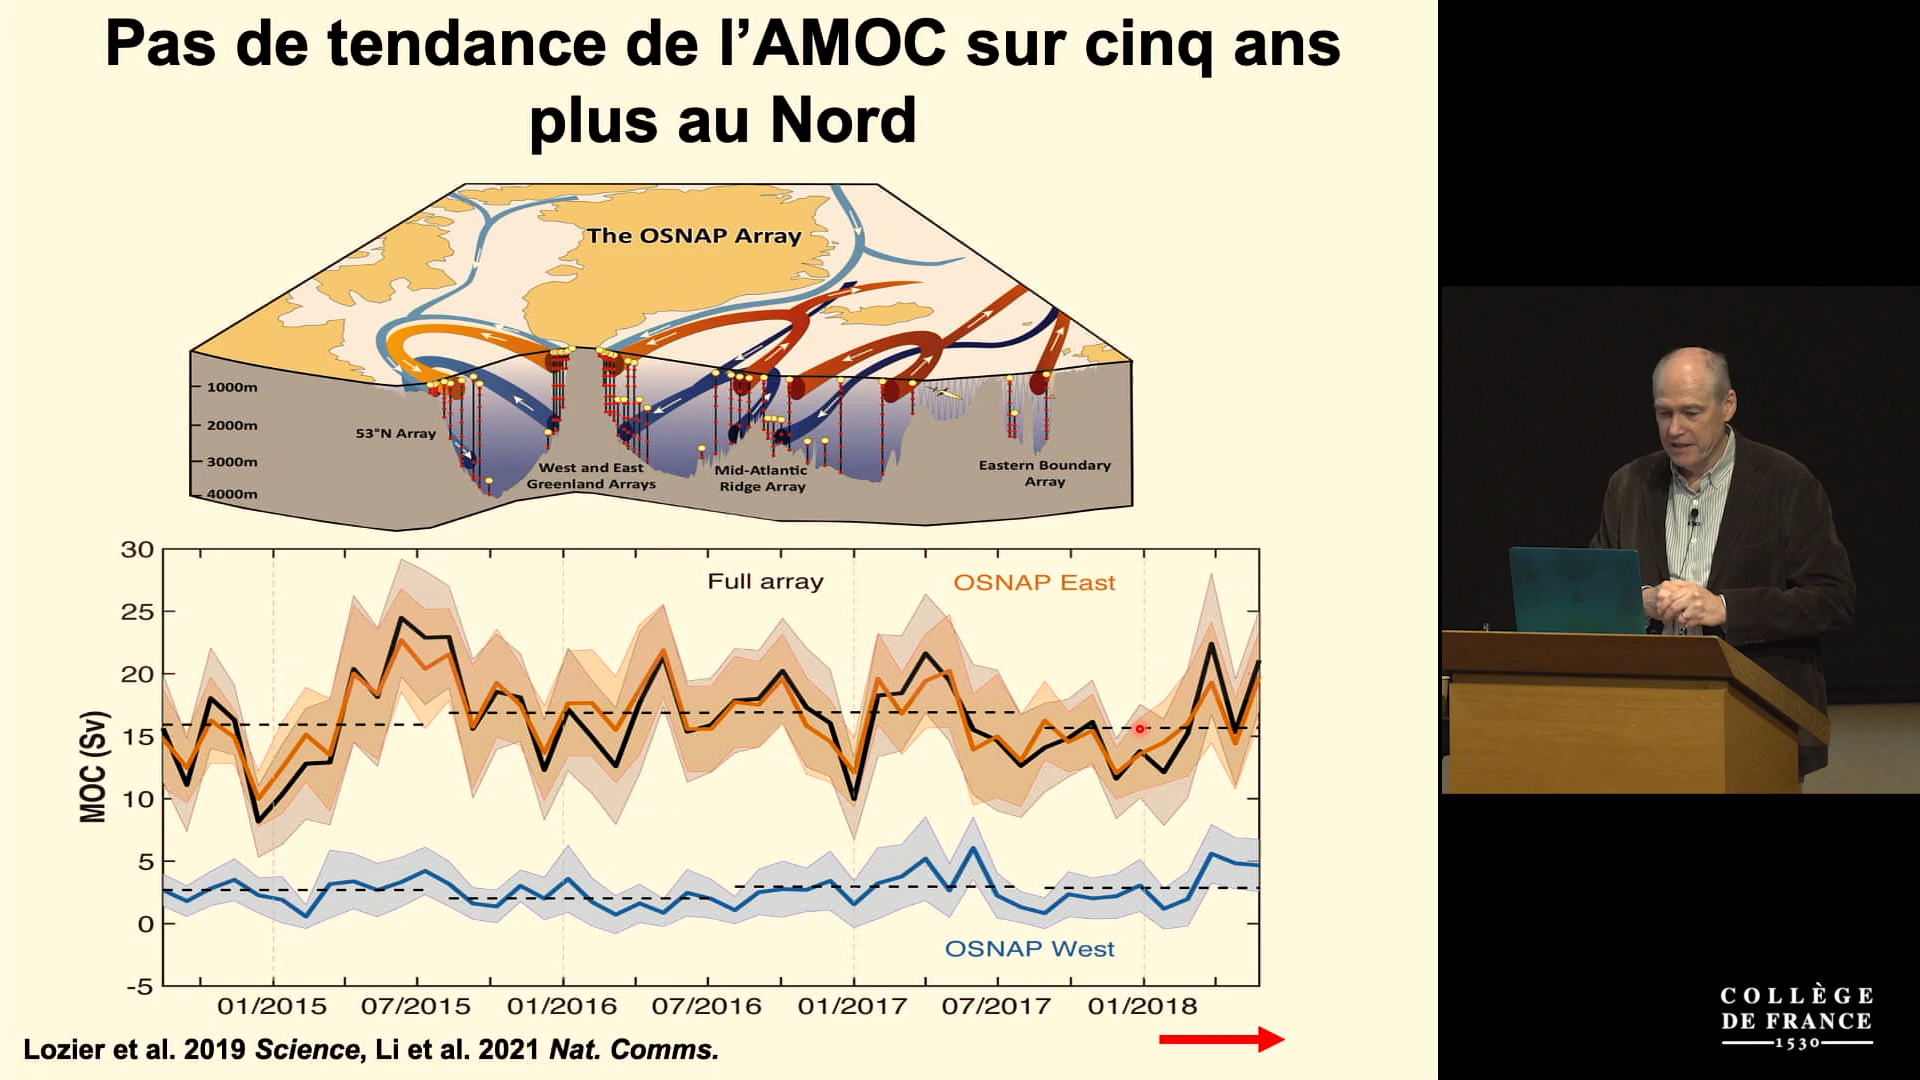 Pas de tendance de l'AMOC sur cinq ans
plus au Nord
The OSNAP Array
1000m
2000m
3000m
4000m
53°N Array
West and East
Greenland Arrays
Mid-Atlantic
Ridge Array
Eastern Boundary
Array
MOC (Sv)
30
25
20
15
10
5
0
-5
Full array
OSNAP East
OSNAP West
01/2015
07/2015
01/2016
07/2016
01/2017
07/2017
01/2018
Lozier et al. 2019 Science, Li et al. 2021 Nat. Comms.
COLLÈGE
DE FRANCE
1530